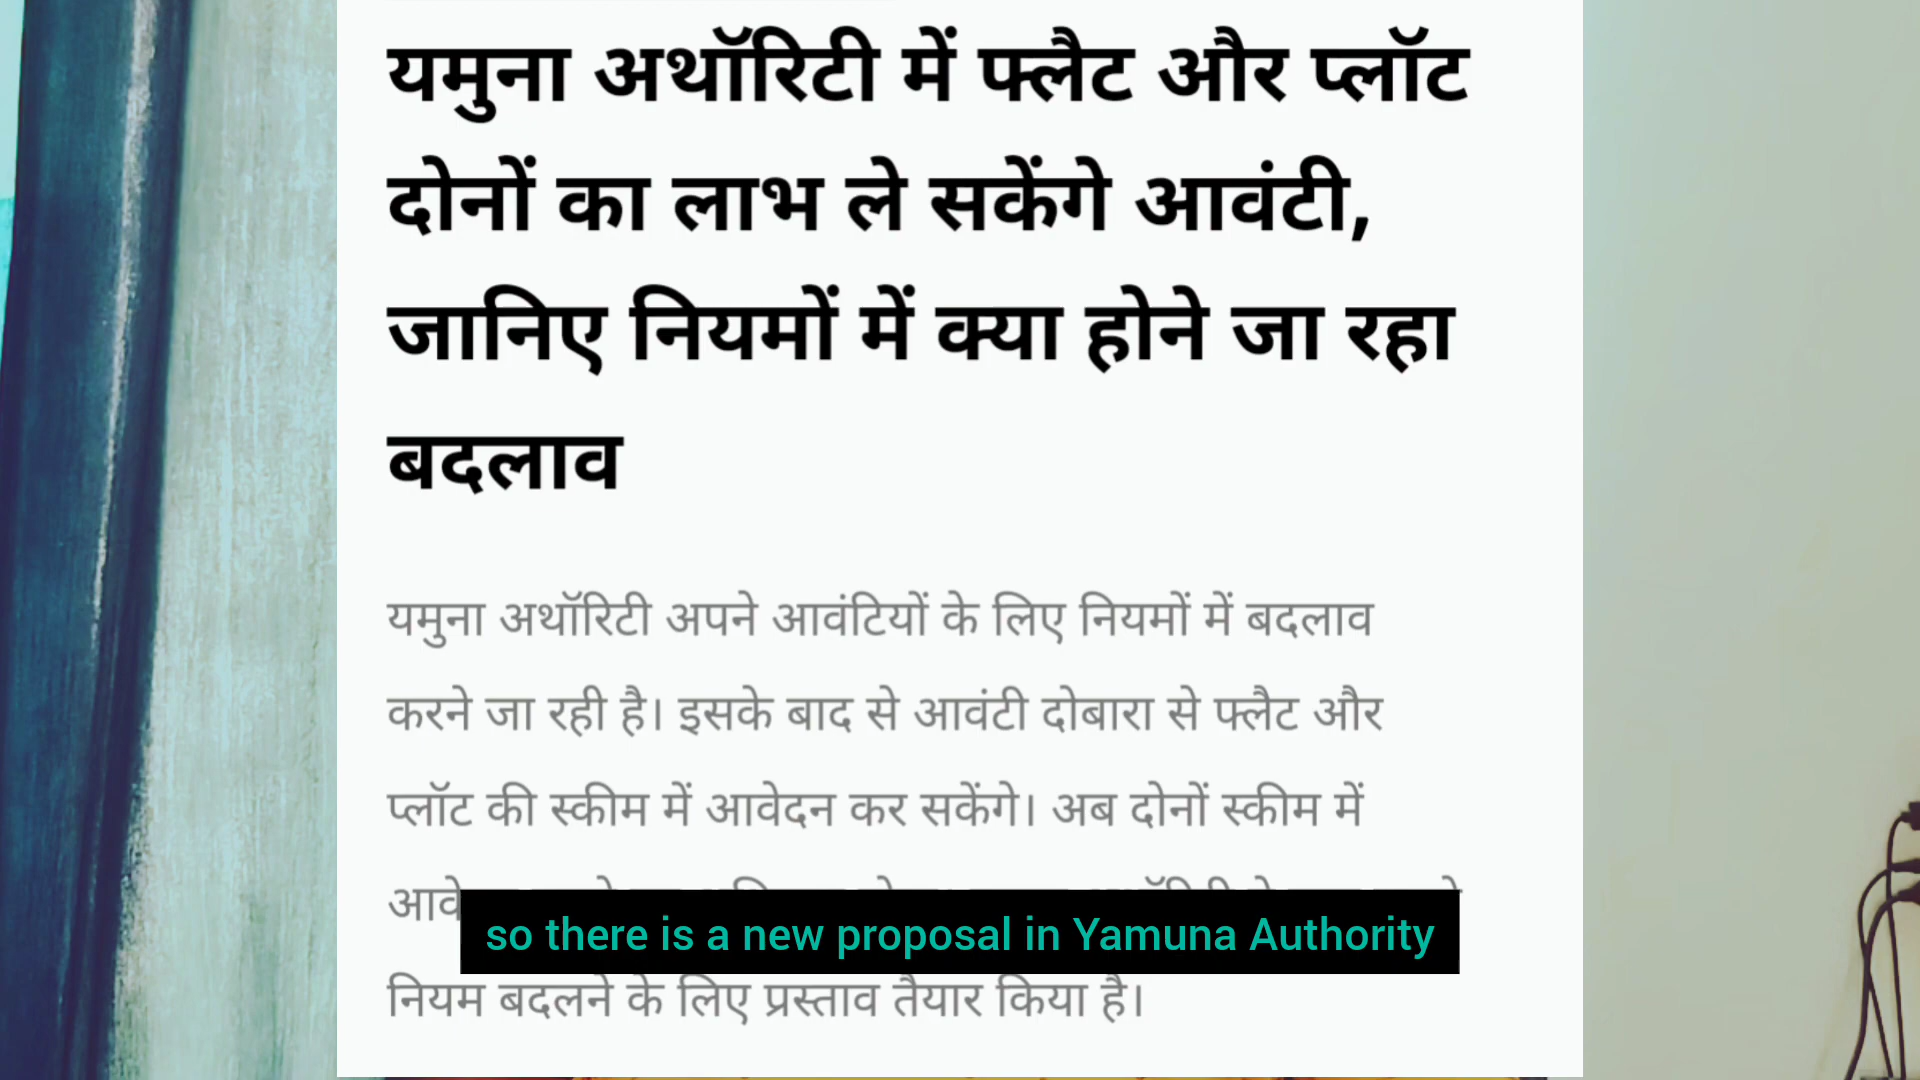 यमुना अथॉरिटी में फ्लैट और प्लॉट
दोनों का लाभ ले सकेंगे आवंटी,
जानिए नियमों में क्या होने जा रहा
बदलाव
यमुना अथॉरिटी अपने आवंटियों के लिए नियमों में बदलाव
करने जा रही है। इसके बाद से आवंटी दोबारा से फ्लैट और
प्लॉट की स्कीम में आवेदन कर सकेंगे। अब दोनों स्कीम में
so there is a new proposal in Yamuna Authority
नियम बदलने के लिए प्रस्ताव तैयार किया है।